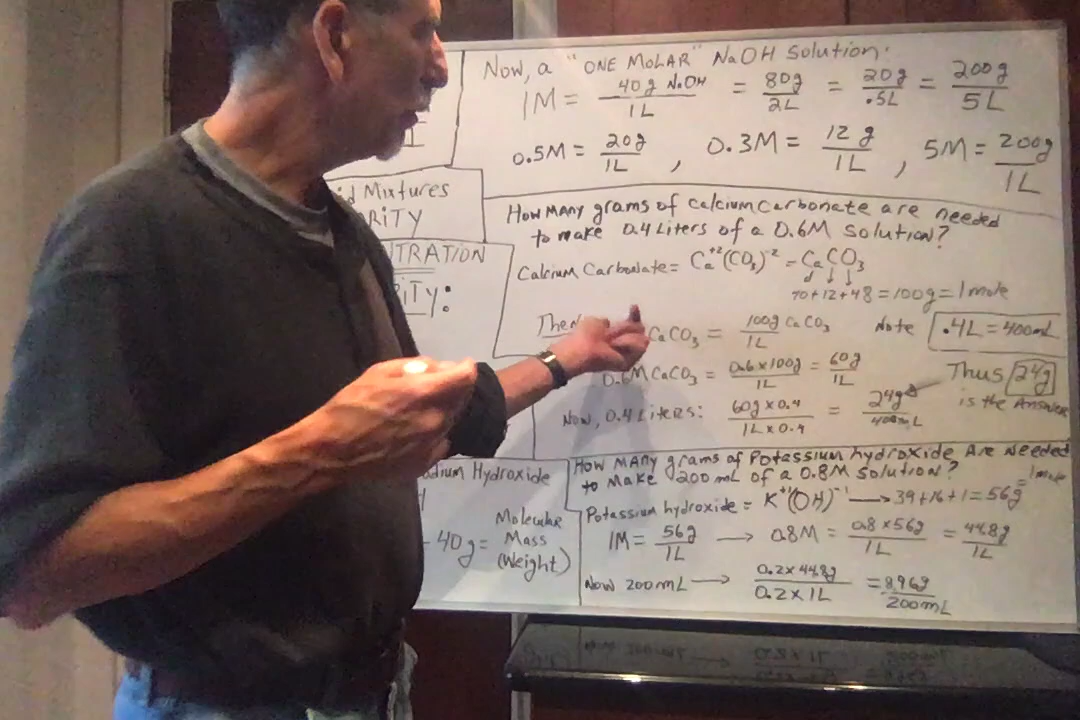 Now, a "ONE MOLAR" NaOH Solution:
1M = 40g NaOH / 1L = 80g / 2L = 20g / .5L = 200g / 5L
0.5M = 20g / 1L , 0.3M = 12g / 1L , 5M = 200g / 1L
Mixtures
RITY
TRATION
ITY:
How MANY grams of calcium carbonate are needed
to make 0.4 Liters of a 0.6M solution?
Calcium Carbonate = Ca+2(CO3)-2 = CaCO3
40+12+48 = 100g = 1 mole
The
CaCO3 = 100g CaCO3 / 1L
Note .4L = 400mL
0.6M CaCO3 = 0.6 x 100g / 1L = 60g / 1L
Thus 24g
is the Answer
Now, 0.4 Liters: 60g x 0.4 / 1L x 0.4 = 24g / 400mL
How MANY grams of Potassium hydroxide Are Needed
to Make 200 mL of a 0.8M solution?
Potassium hydroxide = K+1(OH)-1 → 39+16+1 = 56g = 1 mole
1M = 56g / 1L → 0.8M = 0.8 x 56g / 1L = 44.8g / 1L
Now 200mL → 0.2 x 44.8g / 0.2 x 1L = 8.96g / 200mL
dium Hydroxide
40g = Molecular
Mass
(Weight)